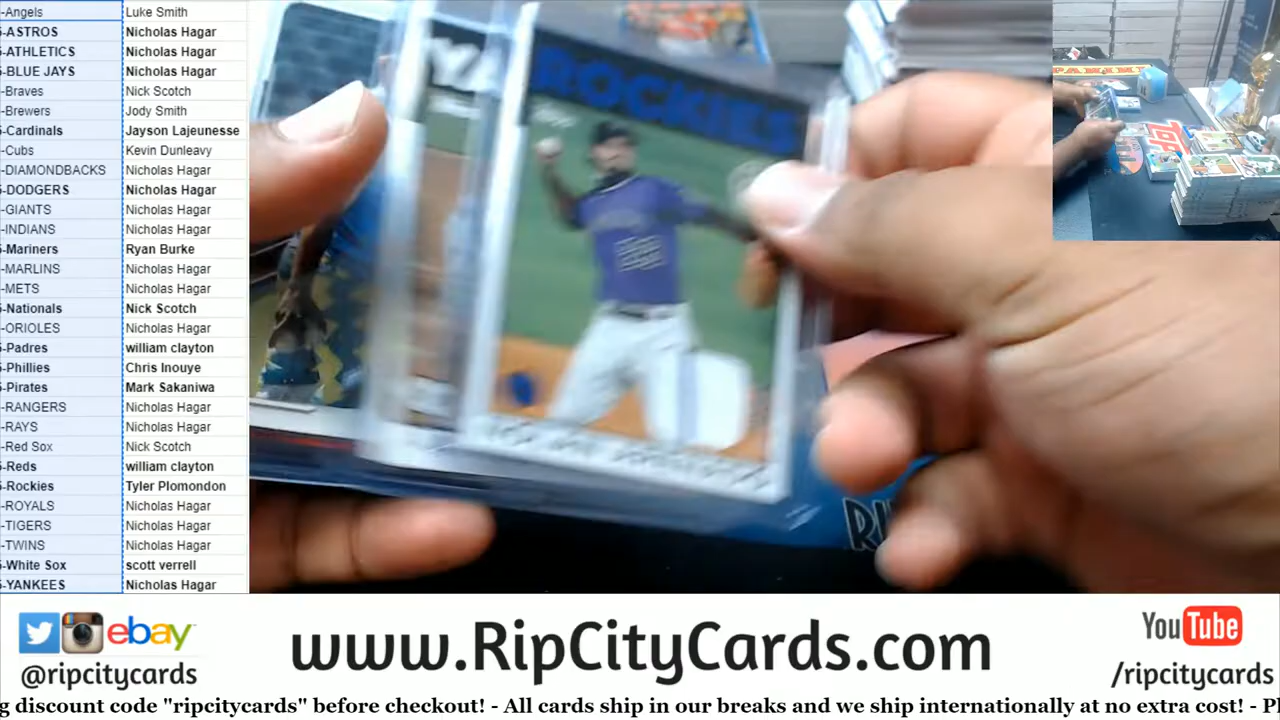 -Angels Luke Smith
-ASTROS Nicholas Hagar
-ATHLETICS Nicholas Hagar
-BLUE JAYS Nicholas Hagar
-Braves Nick Scotch
-Brewers Jody Smith
-Cardinals Jayson Lajeunesse
-Cubs Kevin Dunleavy
-DIAMONDBACKS Nicholas Hagar
-DODGERS Nicholas Hagar
-GIANTS Nicholas Hagar
-INDIANS Nicholas Hagar
-Mariners Ryan Burke
-MARLINS Nicholas Hagar
-METS Nicholas Hagar
-Nationals Nick Scotch
-ORIOLES Nicholas Hagar
-Padres william clayton
-Phillies Chris Inouye
-Pirates Mark Sakaniwa
-RANGERS Nicholas Hagar
-RAYS Nicholas Hagar
-Red Sox Nick Scotch
-Reds william clayton
-Rockies Tyler Plomondon
-ROYALS Nicholas Hagar
-TIGERS Nicholas Hagar
-TWINS Nicholas Hagar
-White Sox scott verrell
-YANKEES Nicholas Hagar
ROCKIES
PANINI
ebay
@ripcitycards
www.RipCityCards.com
YouTube
/ripcitycards
g discount code "ripcitycards" before checkout! - All cards ship in our breaks and we ship internationally at no extra cost! - Pl